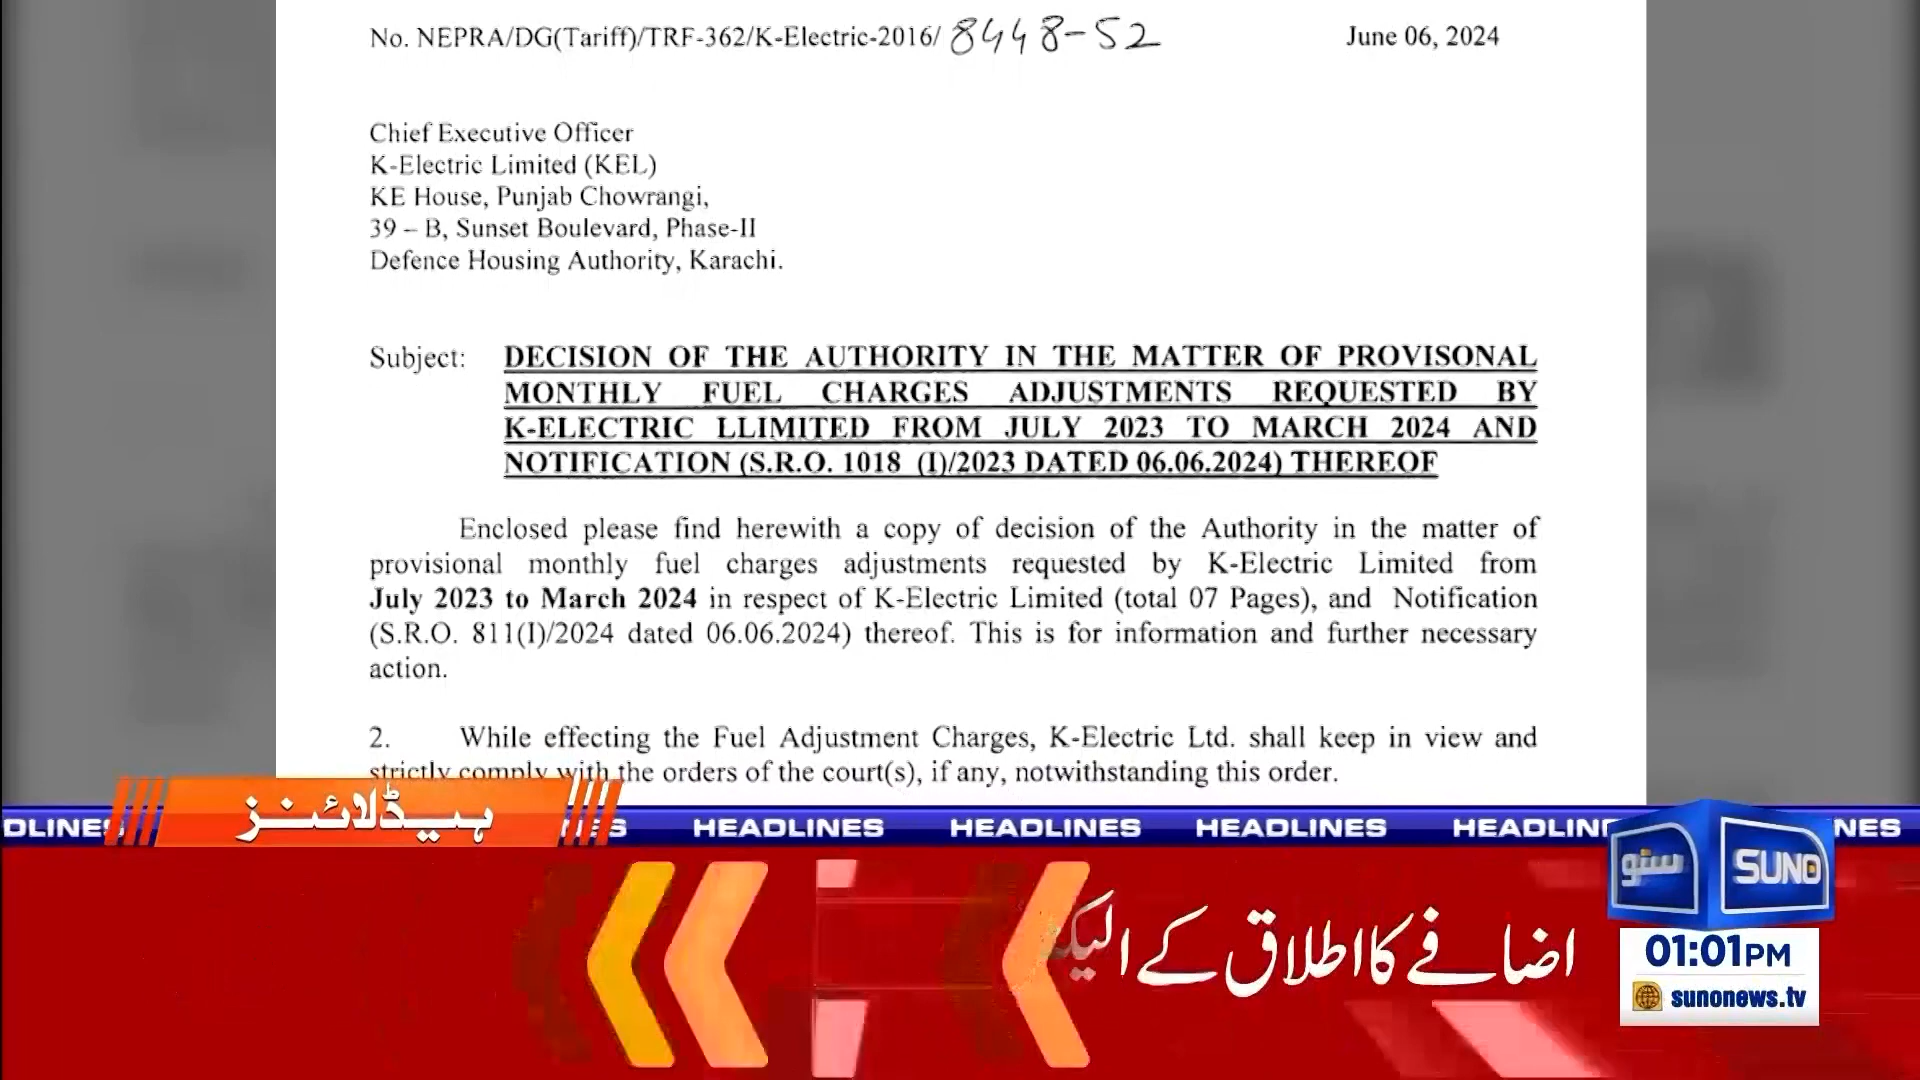 No. NEPRA/DG(Tariff)/TRF-362/K-Electric-2016/ 8448-52
June 06, 2024
Chief Executive Officer
K-Electric Limited (KEL)
KE House, Punjab Chowrangi,
39 – B, Sunset Boulevard, Phase-II
Defence Housing Authority, Karachi.
Subject: DECISION OF THE AUTHORITY IN THE MATTER OF PROVISONAL
MONTHLY FUEL CHARGES ADJUSTMENTS REQUESTED BY
K-ELECTRIC LLIMITED FROM JULY 2023 TO MARCH 2024 AND
NOTIFICATION (S.R.O. 1018 (I)/2023 DATED 06.06.2024) THEREOF
Enclosed please find herewith a copy of decision of the Authority in the matter of
provisional monthly fuel charges adjustments requested by K-Electric Limited from
July 2023 to March 2024 in respect of K-Electric Limited (total 07 Pages), and Notification
(S.R.O. 811(I)/2024 dated 06.06.2024) thereof. This is for information and further necessary
action.
2. While effecting the Fuel Adjustment Charges, K-Electric Ltd. shall keep in view and
strictly comply with the orders of the court(s), if any, notwithstanding this order.
ہیڈلائنز
DLINES HEADLINES HEADLINES HEADLINES HEADLIN NES
سنو SUNO
اضافے کا اطلاق کے
01:01PM
sunonews.tv